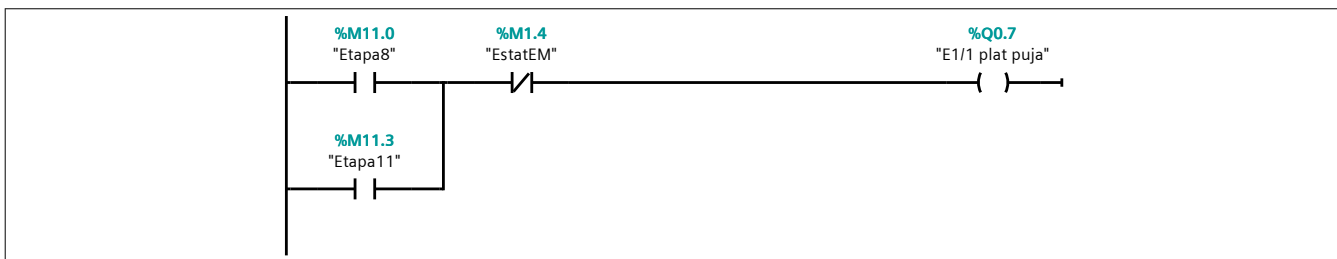 %M11.0 %M1.4 %Q0.7
"Etapa8" "EstatEM" "E1/1 plat puja"
%M11.3
"Etapa11"